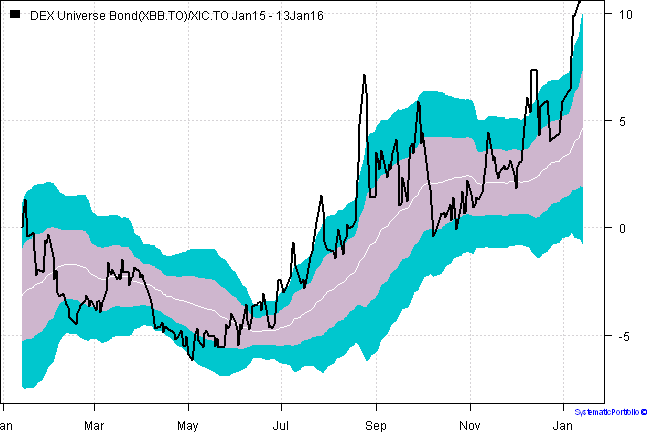 DEX Universe Bond(XBB.TO)/XIC.TO Jan15 - 13Jan16
10
5
0
-5
an Mar May Jul Sep Nov Jan
SystematicPortfolio ©